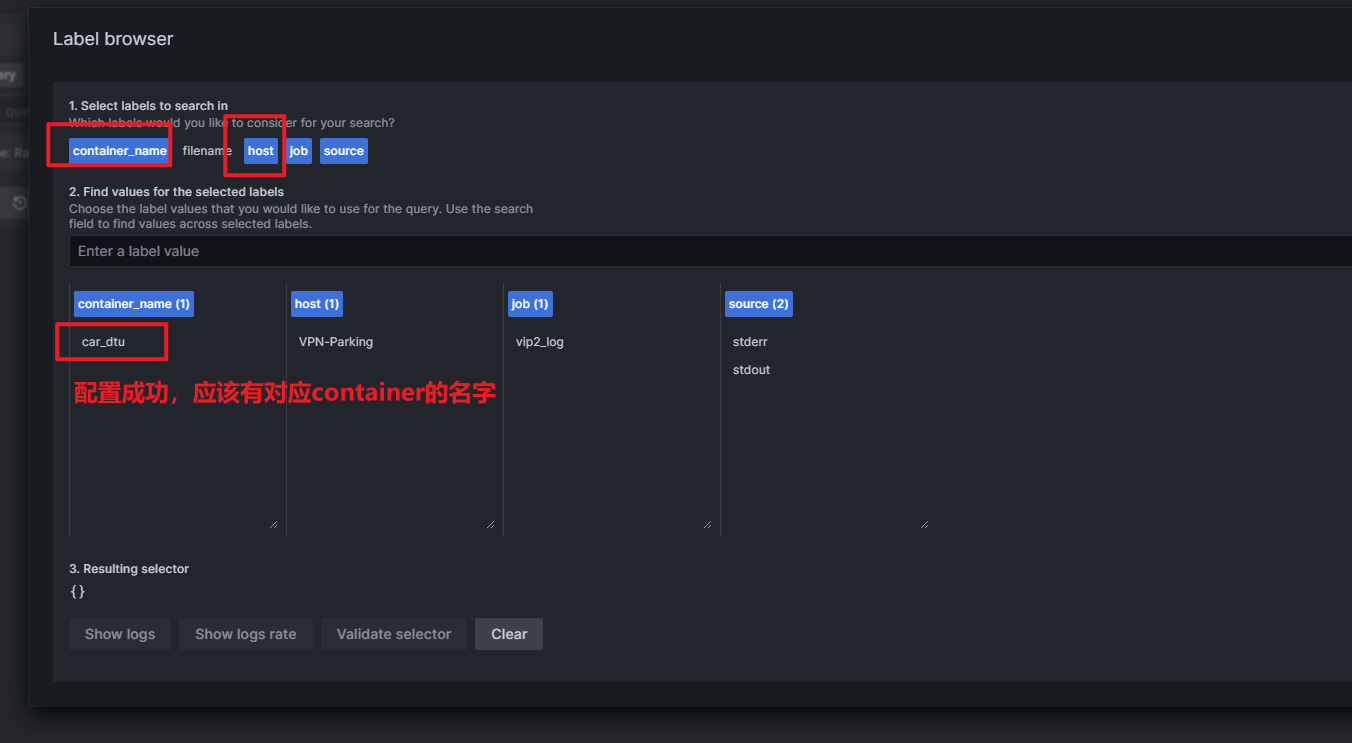 Label browser
ery
1. Select labels to search in
Which labels would you like to consider for your search?
container_name filename host job source
2. Find values for the selected labels
Choose the label values that you would like to use for the query. Use the search
field to find values across selected labels.
Enter a label value
container_name (1) host (1) job (1) source (2)
car_dtu VPN-Parking vip2_log stderr
stdout
配置成功，应该有对应container的名字
3. Resulting selector
{}
Show logs Show logs rate Validate selector Clear